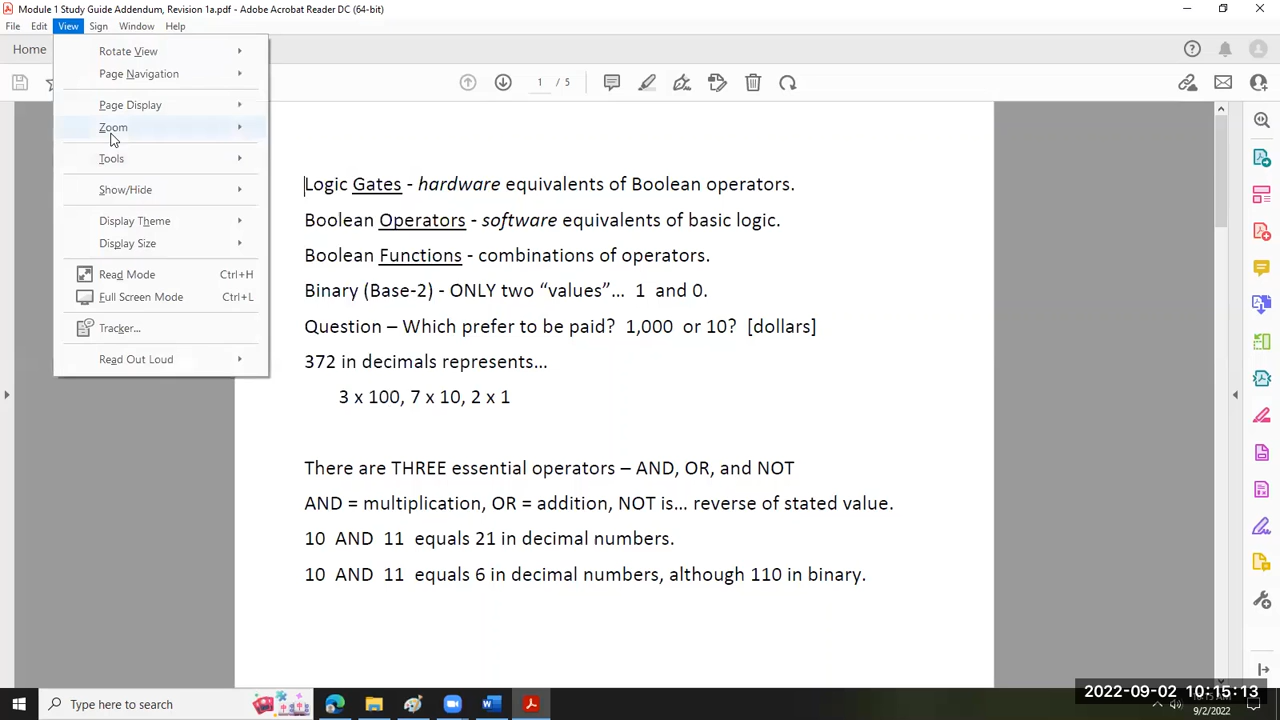 Module 1 Study Guide Addendum, Revision 1a.pdf - Adobe Acrobat Reader DC (64-bit)
File Edit View Sign Window Help
Home
1 / 5
Rotate View
Page Navigation
Page Display
Zoom
Tools
Show/Hide
Display Theme
Display Size
Read Mode Ctrl+H
Full Screen Mode Ctrl+L
Tracker...
Read Out Loud
Logic Gates - hardware equivalents of Boolean operators.
Boolean Operators - software equivalents of basic logic.
Boolean Functions - combinations of operators.
Binary (Base-2) - ONLY two “values”… 1 and 0.
Question – Which prefer to be paid? 1,000 or 10? [dollars]
372 in decimals represents…
3 x 100, 7 x 10, 2 x 1
There are THREE essential operators – AND, OR, and NOT
AND = multiplication, OR = addition, NOT is… reverse of stated value.
10 AND 11 equals 21 in decimal numbers.
10 AND 11 equals 6 in decimal numbers, although 110 in binary.
Type here to search
2022-09-02 10:15:13
9/2/2022